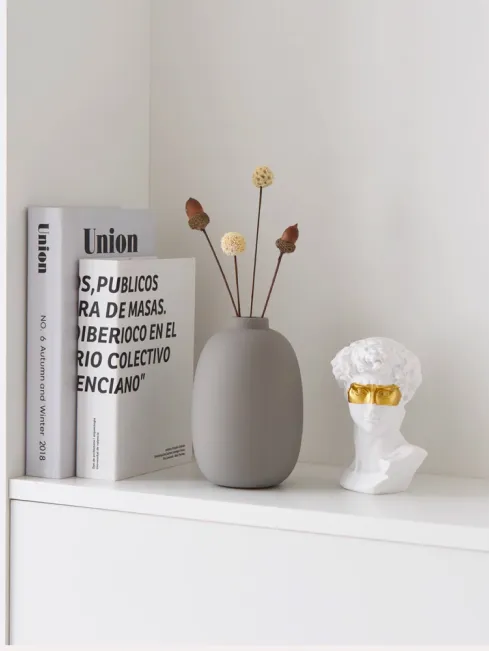 Union
No. 6 Autumn and Winter 2018
Union
OS, PUBLICOS
RA DE MASAS.
DIBERIOCO EN EL
RIO COLECTIVO
ENCIANO"